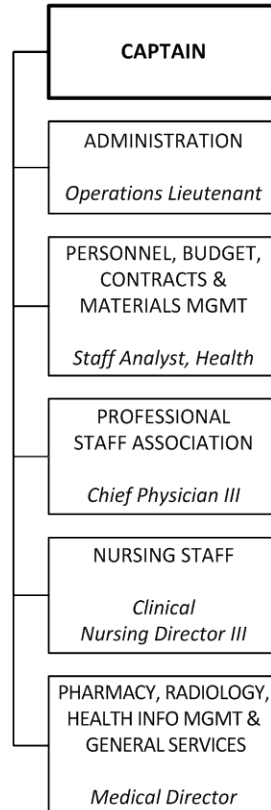 CAPTAIN
ADMINISTRATION
Operations Lieutenant
PERSONNEL, BUDGET,
CONTRACTS &
MATERIALS MGMT
Staff Analyst, Health
PROFESSIONAL
STAFF ASSOCIATION
Chief Physician III
NURSING STAFF
Clinical
Nursing Director III
PHARMACY, RADIOLOGY,
HEALTH INFO MGMT &
GENERAL SERVICES
Medical Director